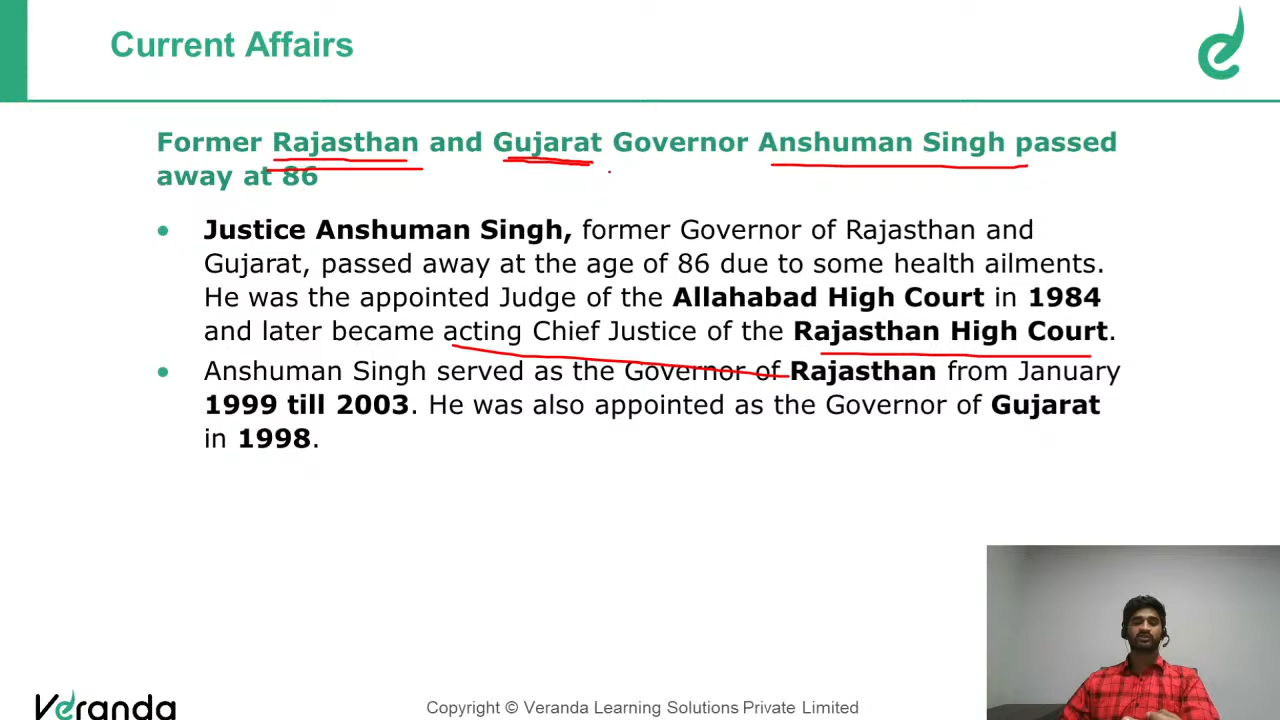 Current Affairs
Former Rajasthan and Gujarat Governor Anshuman Singh passed
away at 86
• Justice Anshuman Singh, former Governor of Rajasthan and
Gujarat, passed away at the age of 86 due to some health ailments.
He was the appointed Judge of the Allahabad High Court in 1984
and later became acting Chief Justice of the Rajasthan High Court.
• Anshuman Singh served as the Governor of Rajasthan from January
1999 till 2003. He was also appointed as the Governor of Gujarat
in 1998.
Veranda
Copyright © Veranda Learning Solutions Private Limited